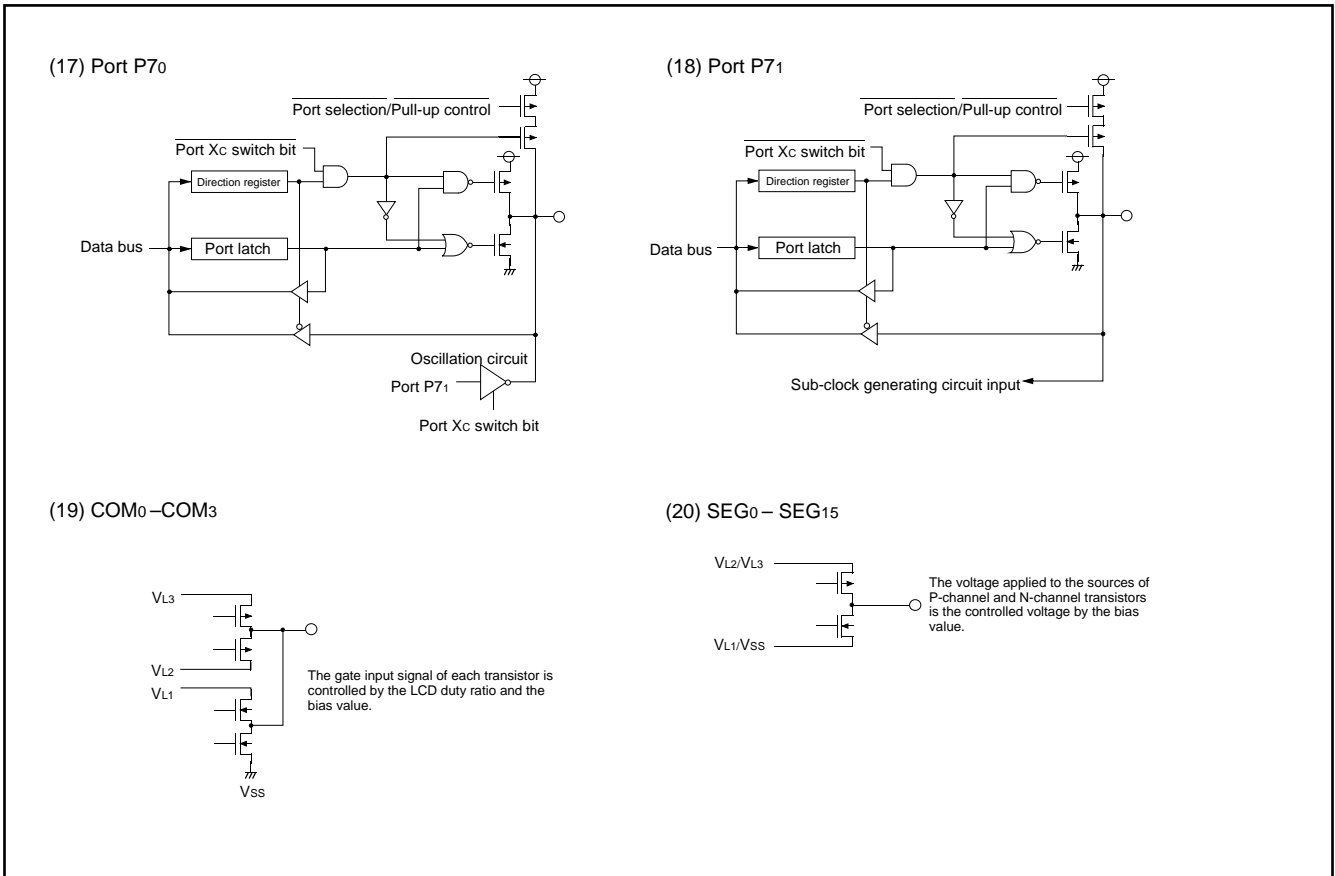 (17) Port P70
Port selection/Pull-up control
Port XC switch bit
Direction register
Data bus
Port latch
Oscillation circuit
Port P71
Port XC switch bit
(18) Port P71
Port selection/Pull-up control
Port XC switch bit
Direction register
Data bus
Port latch
Sub-clock generating circuit input
(19) COM0–COM3
VL3
VL2
VL1
VSS
The gate input signal of each transistor is
controlled by the LCD duty ratio and the
bias value.
(20) SEG0–SEG15
VL2/VL3
VL1/VSS
The voltage applied to the sources of
P-channel and N-channel transistors
is the controlled voltage by the bias
value.